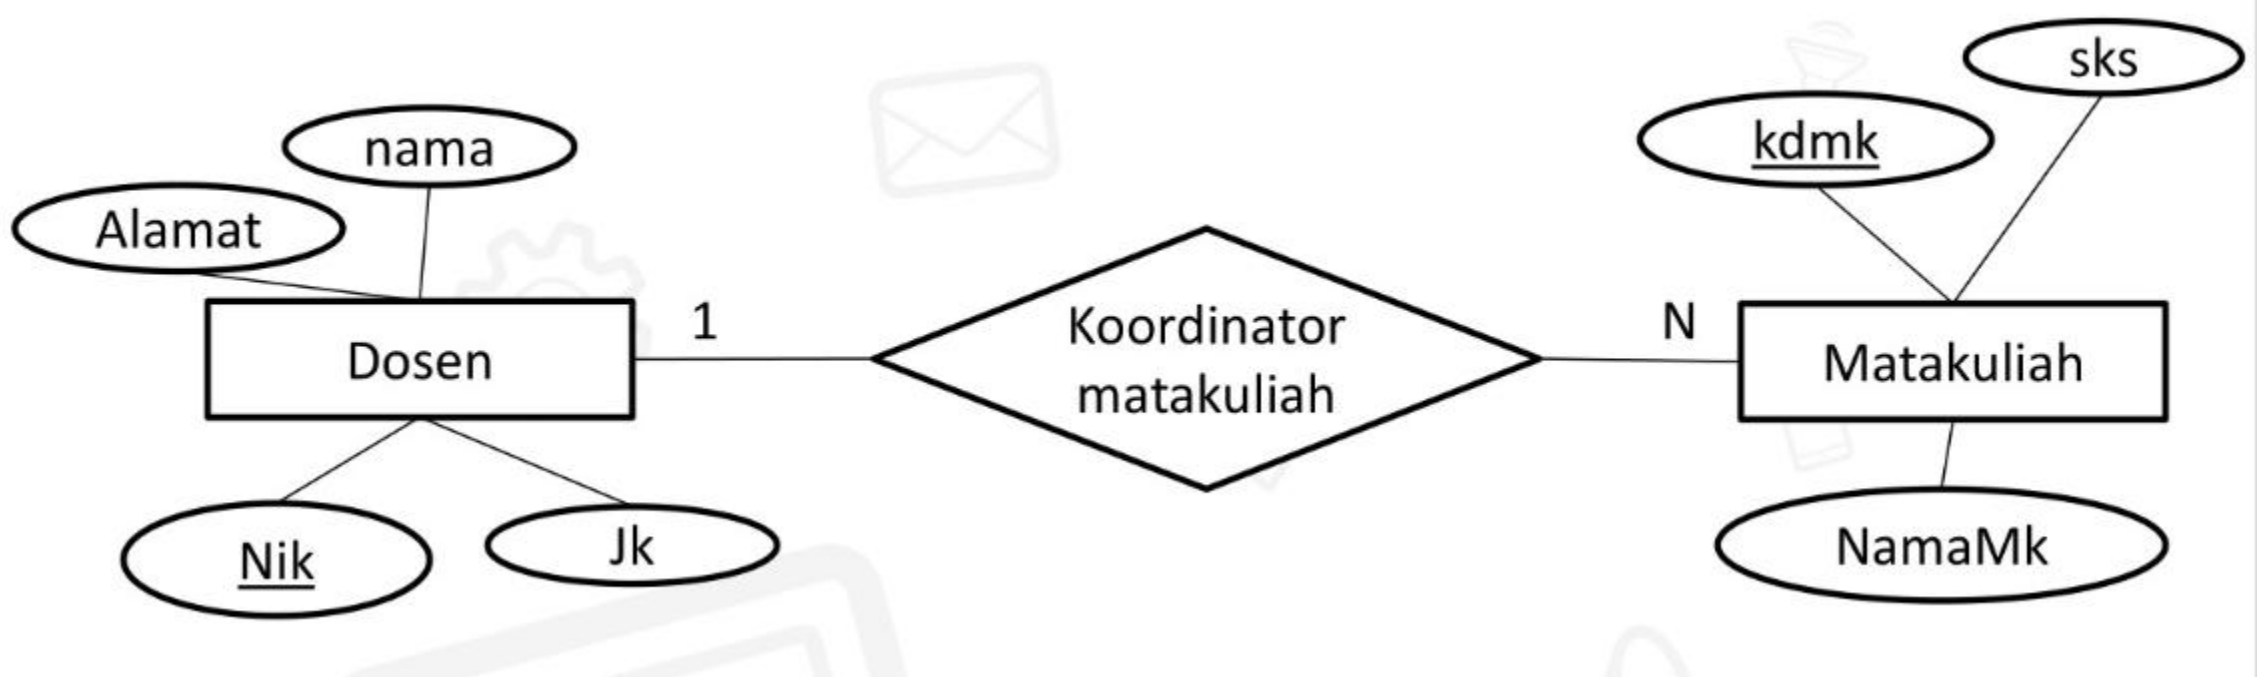 sks
kdmk
nama
Alamat
1
N
Koordinator
matakuliah
Dosen
Matakuliah
Nik
Jk
NamaMk